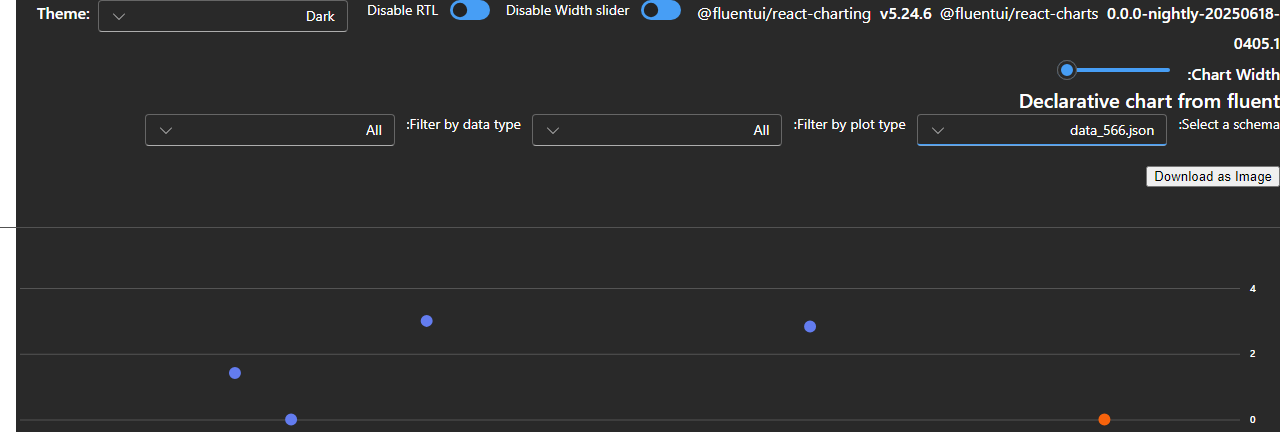 Theme: Dark Disable RTL Disable Width slider @fluentui/react-charting v5.24.6 @fluentui/react-charts 0.0.0-nightly-20250618-
0405.1
:Chart Width
Declarative chart from fluent
:Select a schema data_566.json :Filter by plot type All :Filter by data type All
Download as Image
4
2
0